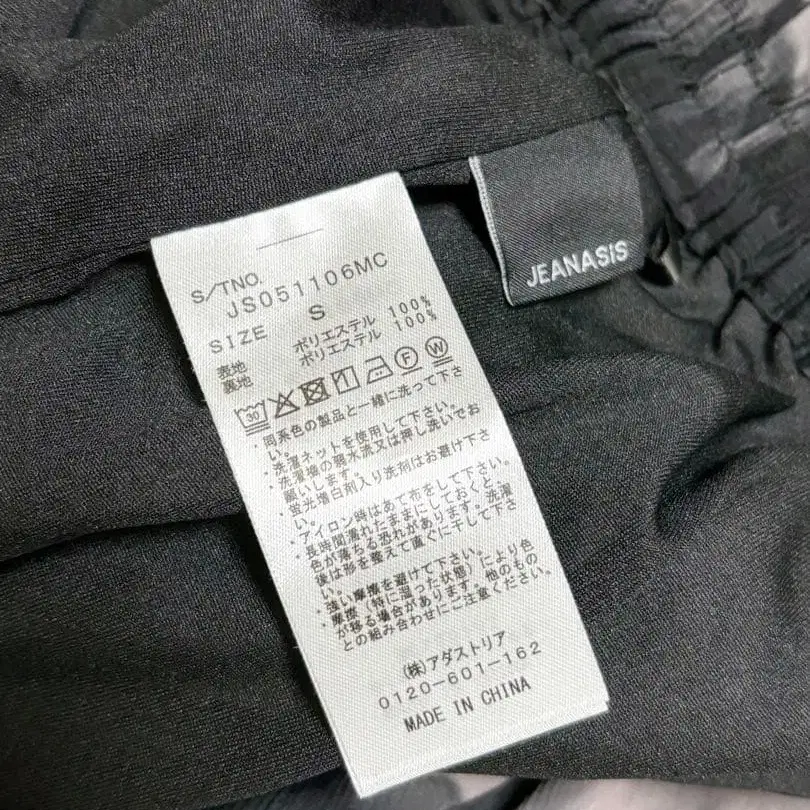 JEANASIS
S/TNO.
JS051106MC
SIZE S
表地 ポリエステル 100%
裏地 ポリエステル 100%
30 F W
・同系色の製品と一緒に洗って下さ
い。
・洗濯ネットを使用して下さい。
・洗濯機の弱水流又は押し洗いでお
願いします。
・蛍光増白剤入り洗剤はお避け下さ
い。
・アイロン時はあて布をして下さい。
・長時間濡れたままにしておくと、
色が落ちる恐れがあります。洗濯
後は形を整えて直ぐに干して下さ
い。
・強い摩擦を避けて下さい。
・摩擦（特に湿った状態）により色
が移る場合があります。他のもの
との組み合わせにご注意ください。
(株)アダストリア
0120-601-162
MADE IN CHINA